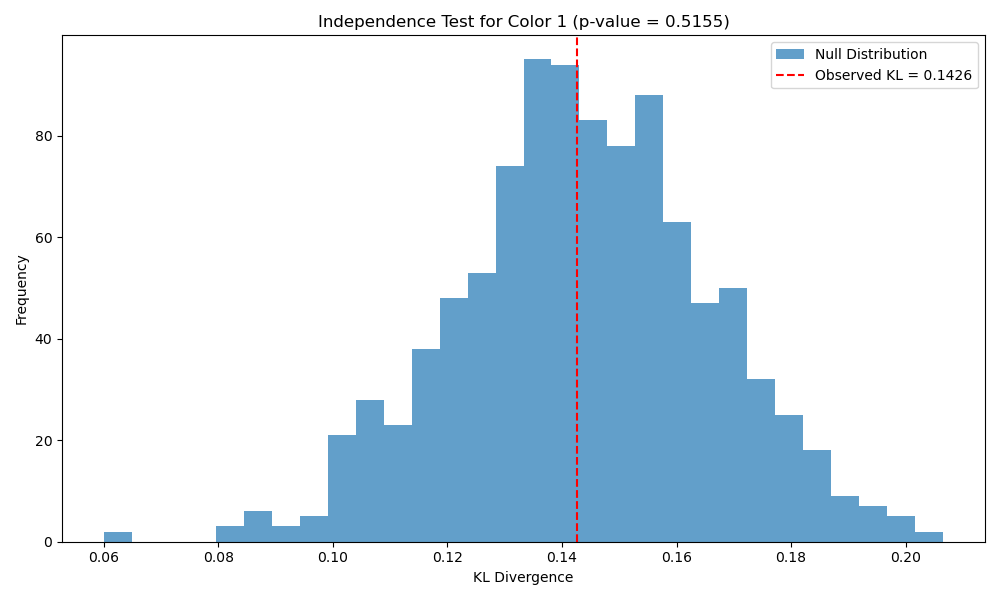 Independence Test for Color 1 (p-value = 0.5155)
Null Distribution
Observed KL = 0.1426
Frequency
80
60
40
20
0
0.06 0.08 0.10 0.12 0.14 0.16 0.18 0.20
KL Divergence